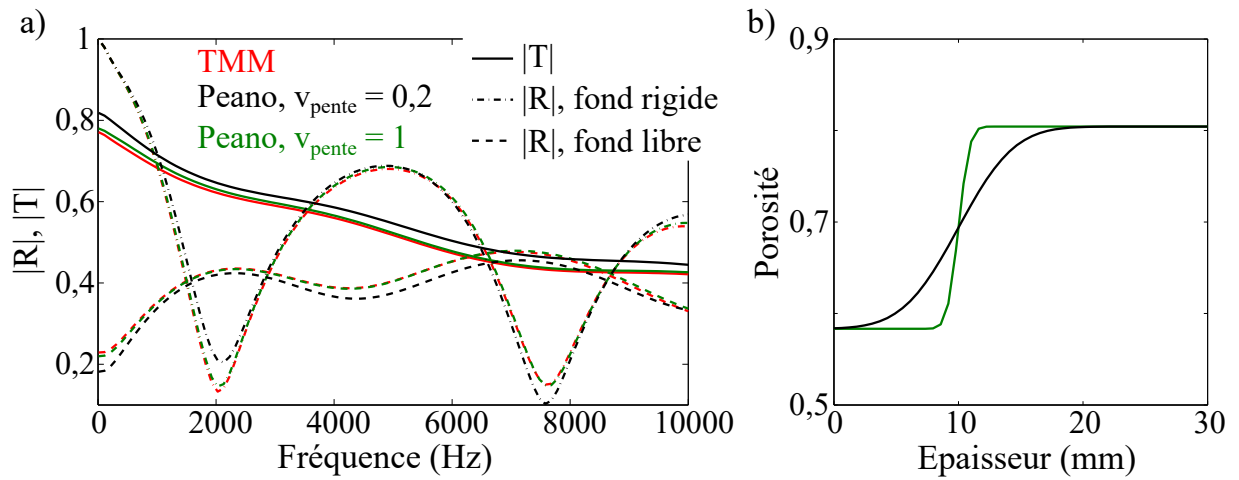 a)
1
0,8
0,6
0,4
0,2
|R|, |T|
0
2000
4000
6000
8000
10000
Fréquence (Hz)
TMM
Peano, vpente = 0,2
Peano, vpente = 1
|T|
|R|, fond rigide
|R|, fond libre
b)
0,9
0,7
0,5
Porosité
0
10
20
30
Epaisseur (mm)